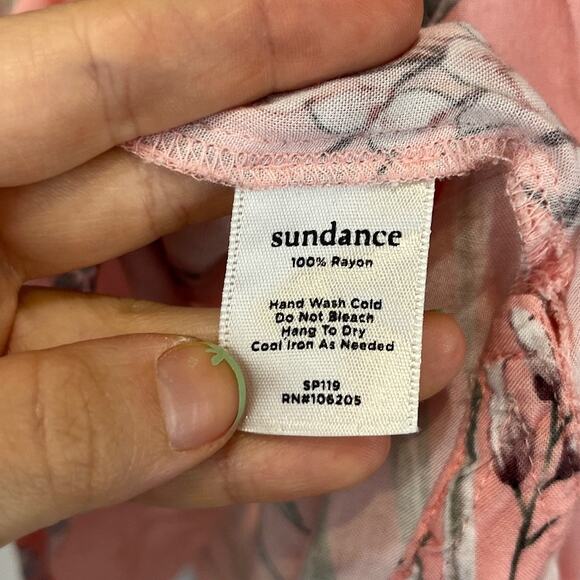 sundance
100% Rayon
Hand Wash Cold
Do Not Bleach
Hang To Dry
Cool Iron As Needed
SP119
RN#106205